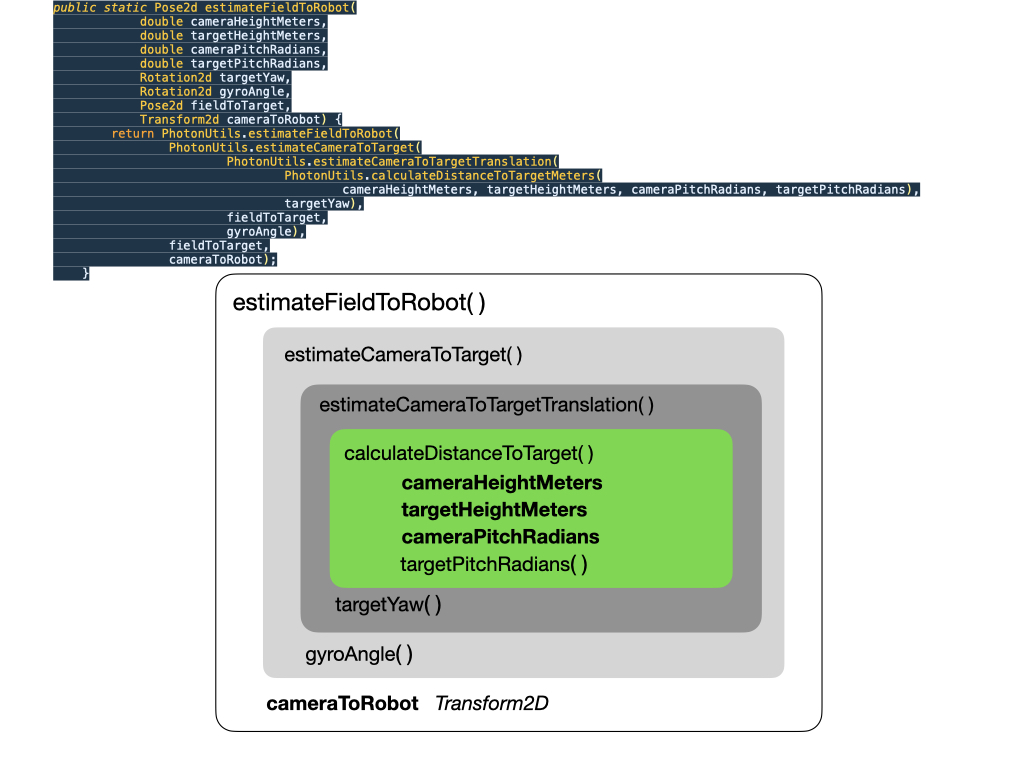 public static Pose2d estimateFieldToRobot(
double cameraHeightMeters,
double targetHeightMeters,
double cameraPitchRadians,
double targetPitchRadians,
Rotation2d targetYaw,
Rotation2d gyroAngle,
Pose2d fieldToTarget,
Transform2d cameraToRobot) {
return PhotonUtils.estimateFieldToRobot(
PhotonUtils.estimateCameraToTarget(
PhotonUtils.estimateCameraToTargetTranslation(
PhotonUtils.calculateDistanceToTargetMeters(
cameraHeightMeters, targetHeightMeters, cameraPitchRadians, targetPitchRadians),
targetYaw),
fieldToTarget,
gyroAngle),
fieldToTarget,
cameraToRobot);
}
estimateFieldToRobot( )
estimateCameraToTarget( )
estimateCameraToTargetTranslation( )
calculateDistanceToTarget( )
cameraHeightMeters
targetHeightMeters
cameraPitchRadians
targetPitchRadians( )
targetYaw( )
gyroAngle( )
cameraToRobot Transform2D